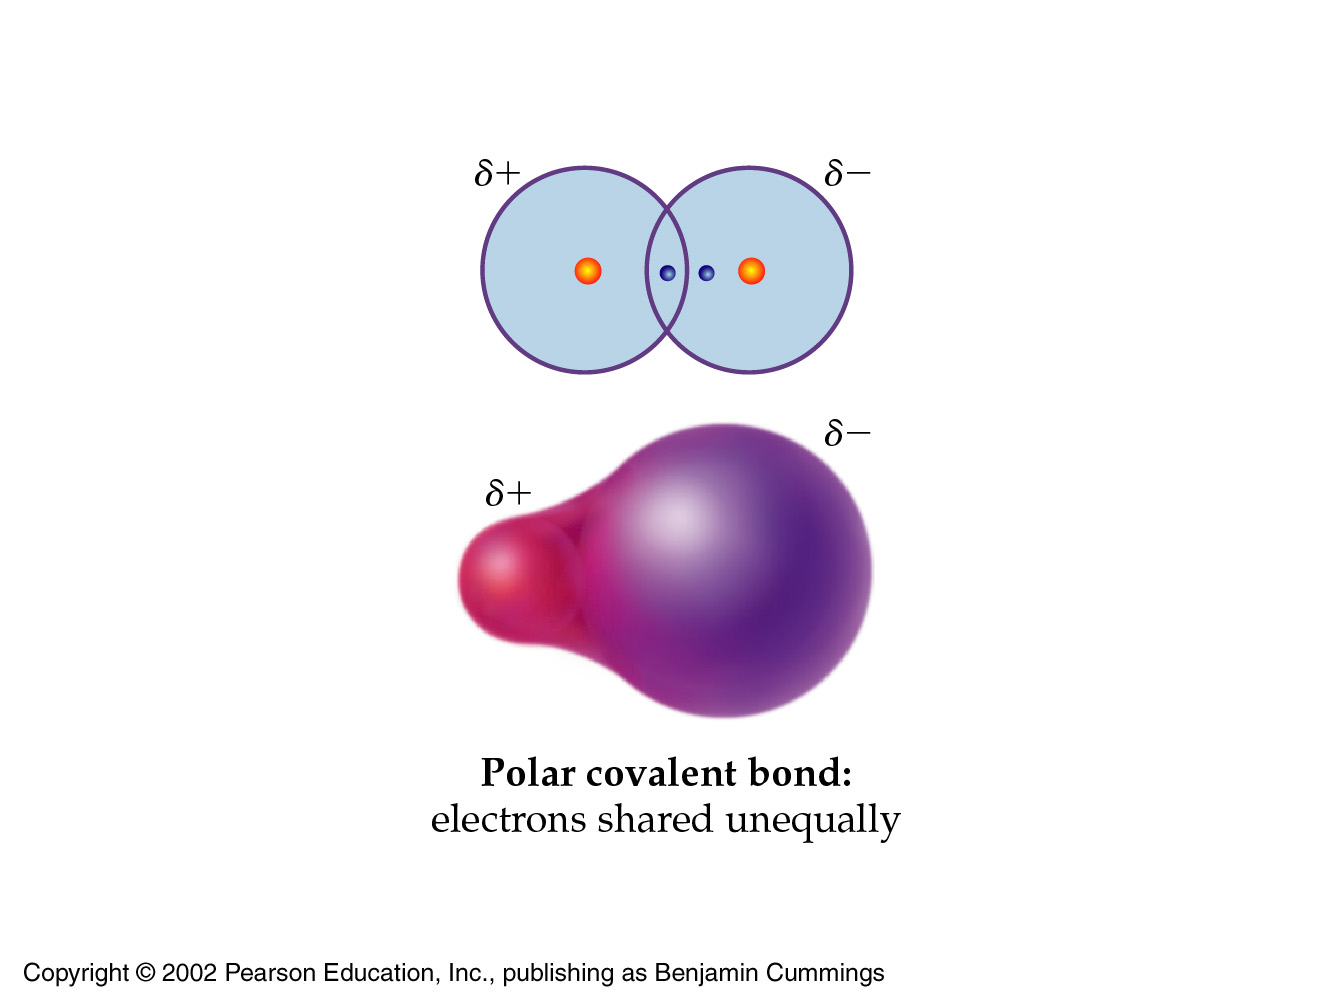 δ+
δ−
δ−
δ+
Polar covalent bond:
electrons shared unequally
Copyright © 2002 Pearson Education, Inc., publishing as Benjamin Cummings